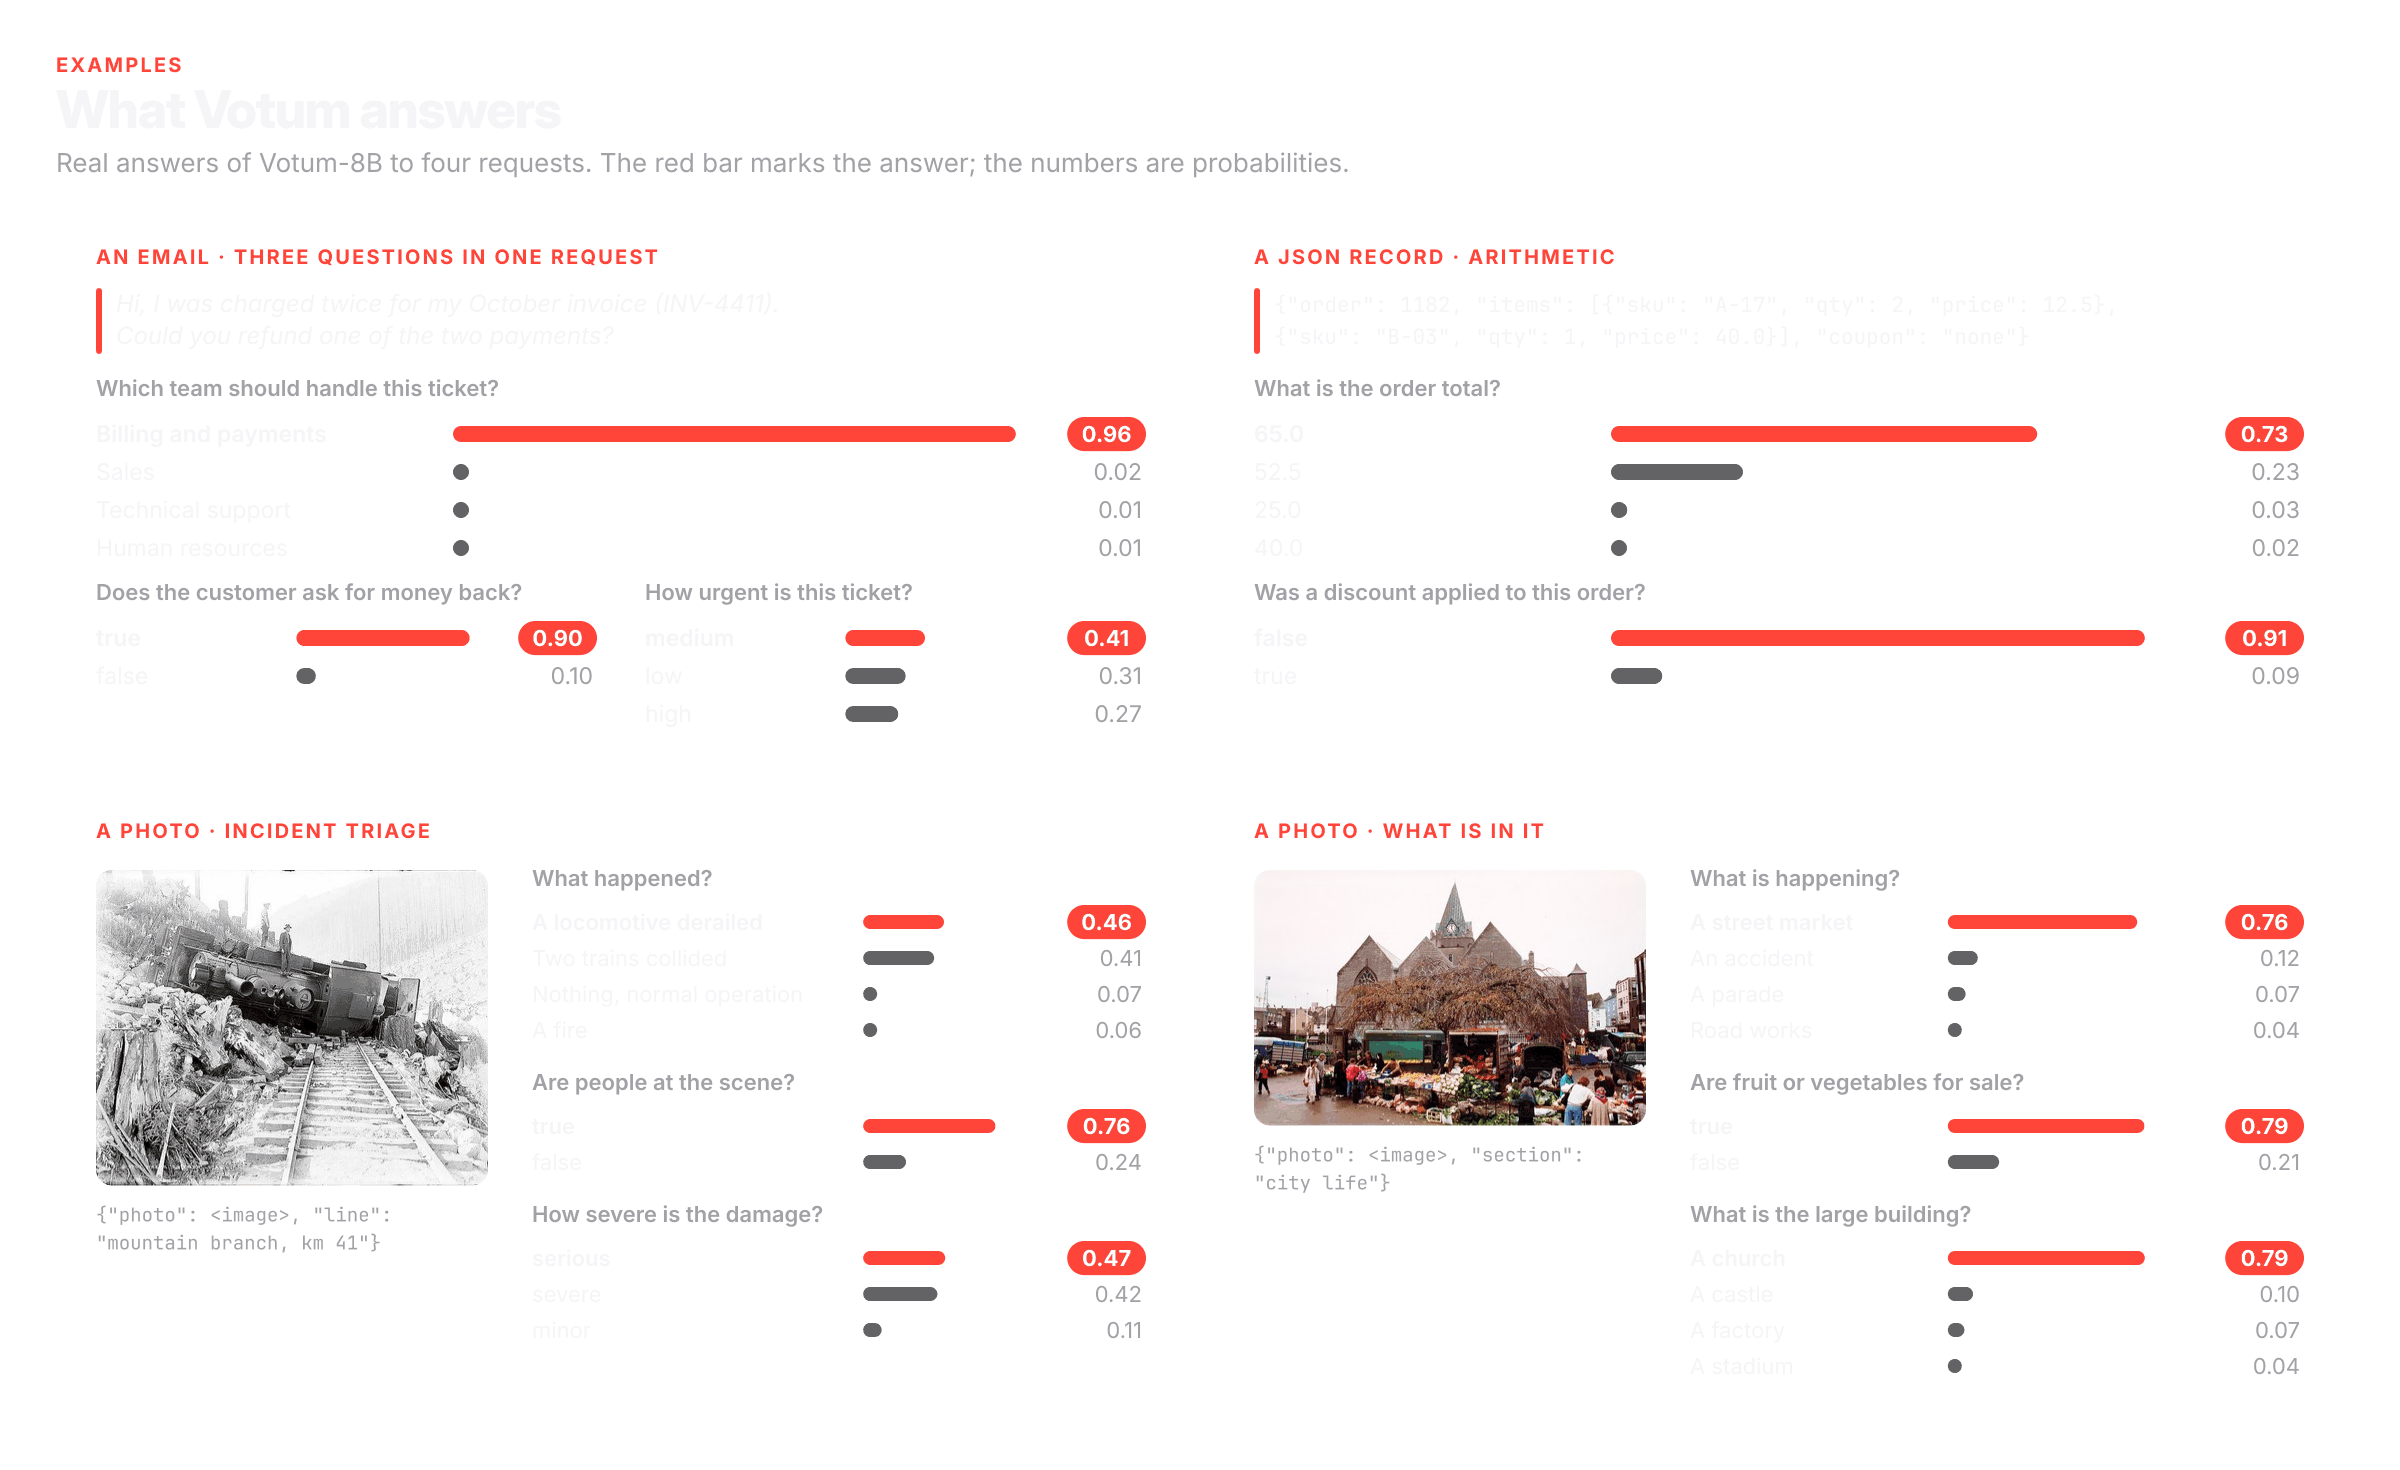 EXAMPLES
What Votum answers
Real answers of Votum-8B to four requests. The red bar marks the answer; the numbers are probabilities.
AN EMAIL · THREE QUESTIONS IN ONE REQUEST
Hi, I was charged twice for my October invoice (INV-4411).
Could you refund one of the two payments?
Which team should handle this ticket?
Billing and payments 0.96
Sales 0.02
Technical support 0.01
Human resources 0.01
Does the customer ask for money back?
true 0.90
false 0.10
How urgent is this ticket?
medium 0.41
low 0.31
high 0.27
A JSON RECORD · ARITHMETIC
{"order": 1182, "items": [{"sku": "A-17", "qty": 2, "price": 12.5},
{"sku": "B-03", "qty": 1, "price": 40.0}], "coupon": "none"}
What is the order total?
65.0 0.73
52.5 0.23
25.0 0.03
40.0 0.02
Was a discount applied to this order?
false 0.91
true 0.09
A PHOTO · INCIDENT TRIAGE
{"photo": <image>, "line":
"mountain branch, km 41"}
What happened?
A locomotive derailed 0.46
Two trains collided 0.41
Nothing, normal operation 0.07
A fire 0.06
Are people at the scene?
true 0.76
false 0.24
How severe is the damage?
serious 0.47
severe 0.42
minor 0.11
A PHOTO · WHAT IS IN IT
{"photo": <image>, "section":
"city life"}
What is happening?
A street market 0.76
An accident 0.12
A parade 0.07
Road works 0.04
Are fruit or vegetables for sale?
true 0.79
false 0.21
What is the large building?
A church 0.79
A castle 0.10
A factory 0.07
A stadium 0.04